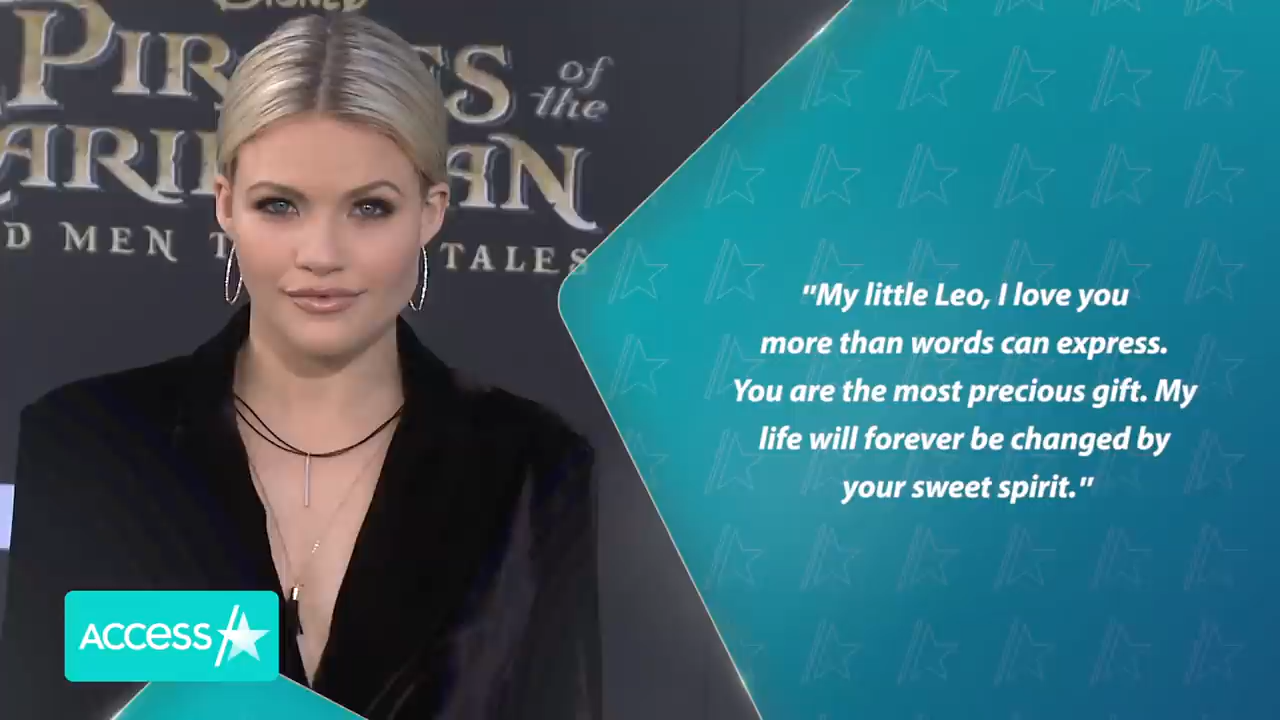 DISNEY
PIRATES of the
CARIBBEAN
D MEN T TALES
"My little Leo, I love you
more than words can express.
You are the most precious gift. My
life will forever be changed by
your sweet spirit."
ACCESS